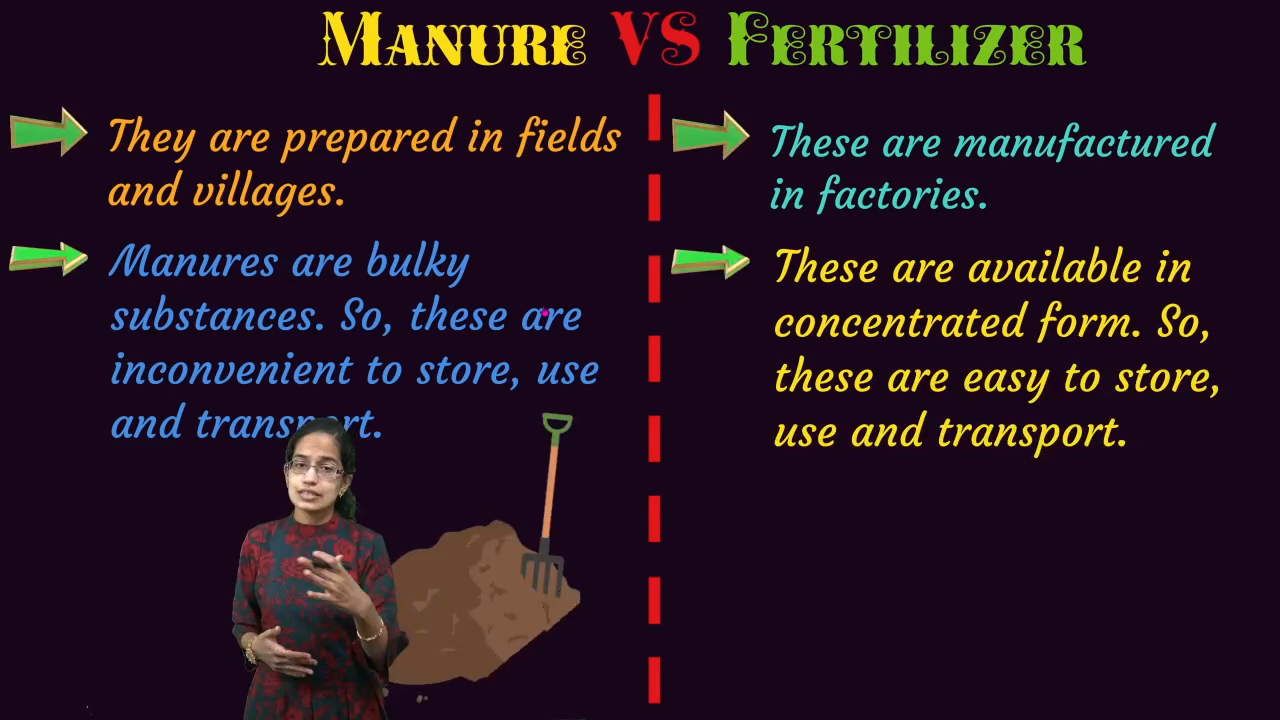 Manure VS Fertilizer
They are prepared in fields
and villages.
Manures are bulky
substances. So, these are
inconvenient to store, use
and transport.
These are manufactured
in factories.
These are available in
concentrated form. So,
these are easy to store,
use and transport.